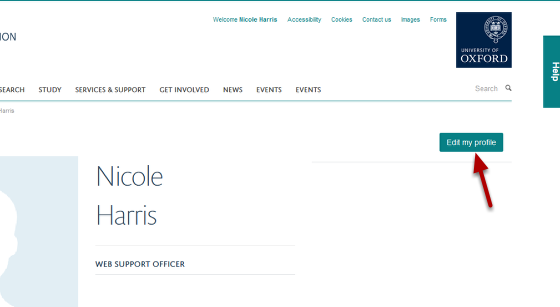 Welcome Nicole Harris Accessibility Cookies Contact us Images Forms
ION
UNIVERSITY OF
OXFORD
Help
SEARCH STUDY SERVICES & SUPPORT GET INVOLVED NEWS EVENTS EVENTS Search
Harris
Edit my profile
Nicole
Harris
WEB SUPPORT OFFICER